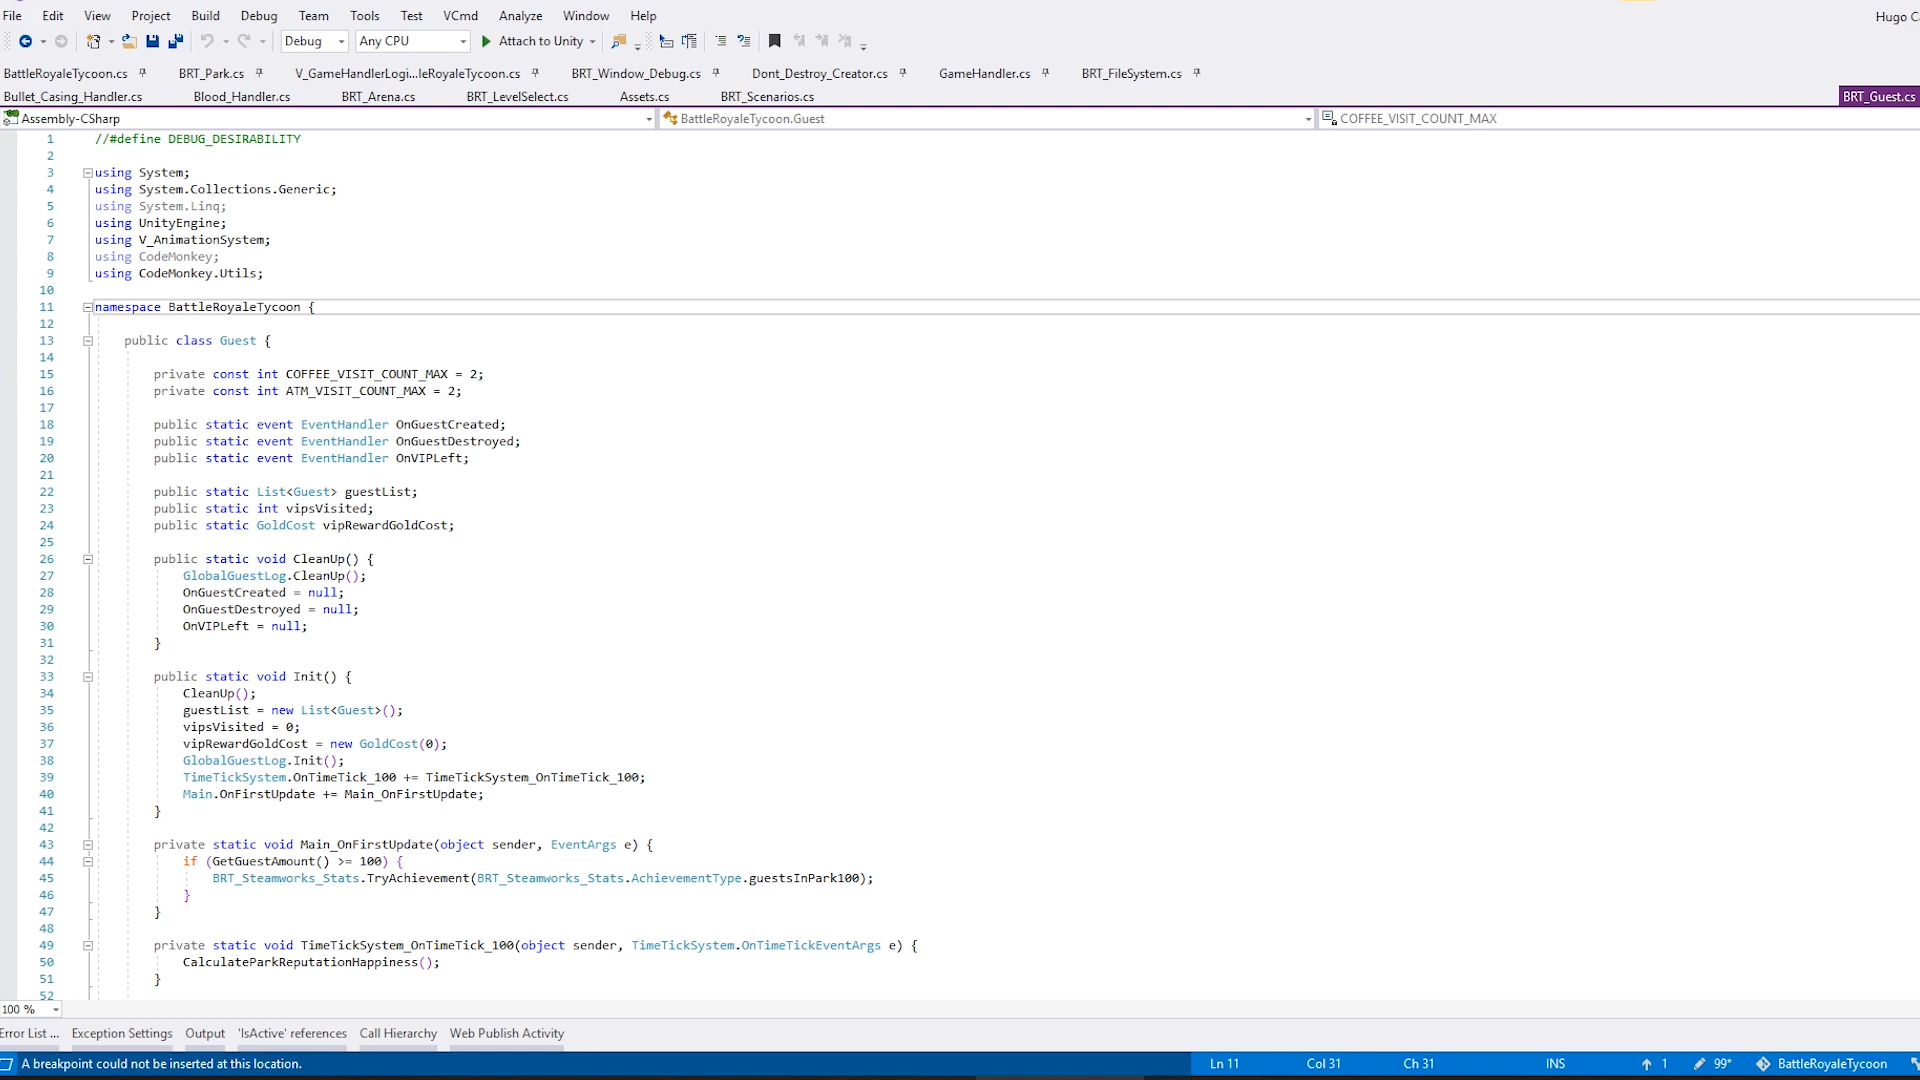 File Edit View Project Build Debug Team Tools Test VCmd Analyze Window Help
Hugo C
Debug Any CPU Attach to Unity
BattleRoyaleTycoon.cs BRT_Park.cs V_GameHandlerLogi...leRoyaleTycoon.cs BRT_Window_Debug.cs Dont_Destroy_Creator.cs GameHandler.cs BRT_FileSystem.cs
Bullet_Casing_Handler.cs Blood_Handler.cs BRT_Arena.cs BRT_LevelSelect.cs Assets.cs BRT_Scenarios.cs BRT_Guest.cs
Assembly-CSharp BattleRoyaleTycoon.Guest COFFEE_VISIT_COUNT_MAX
1 //#define DEBUG_DESIRABILITY
2
3 using System;
4 using System.Collections.Generic;
5 using System.Linq;
6 using UnityEngine;
7 using V_AnimationSystem;
8 using CodeMonkey;
9 using CodeMonkey.Utils;
10
11 namespace BattleRoyaleTycoon {
12
13 public class Guest {
14
15 private const int COFFEE_VISIT_COUNT_MAX = 2;
16 private const int ATM_VISIT_COUNT_MAX = 2;
17
18 public static event EventHandler OnGuestCreated;
19 public static event EventHandler OnGuestDestroyed;
20 public static event EventHandler OnVIPLeft;
21
22 public static List<Guest> guestList;
23 public static int vipsVisited;
24 public static GoldCost vipRewardGoldCost;
25
26 public static void CleanUp() {
27 GlobalGuestLog.CleanUp();
28 OnGuestCreated = null;
29 OnGuestDestroyed = null;
30 OnVIPLeft = null;
31 }
32
33 public static void Init() {
34 CleanUp();
35 guestList = new List<Guest>();
36 vipsVisited = 0;
37 vipRewardGoldCost = new GoldCost(0);
38 GlobalGuestLog.Init();
39 TimeTickSystem.OnTimeTick_100 += TimeTickSystem_OnTimeTick_100;
40 Main.OnFirstUpdate += Main_OnFirstUpdate;
41 }
42
43 private static void Main_OnFirstUpdate(object sender, EventArgs e) {
44 if (GetGuestAmount() >= 100) {
45 BRT_Steamworks_Stats.TryAchievement(BRT_Steamworks_Stats.AchievementType.guestsInPark100);
46 }
47 }
48
49 private static void TimeTickSystem_OnTimeTick_100(object sender, TimeTickSystem.OnTimeTickEventArgs e) {
50 CalculateParkReputationHappiness();
51 }
52
100 %
Error List ... Exception Settings Output 'IsActive' references Call Hierarchy Web Publish Activity
A breakpoint could not be inserted at this location. Ln 11 Col 31 Ch 31 INS 1 99* BattleRoyaleTycoon